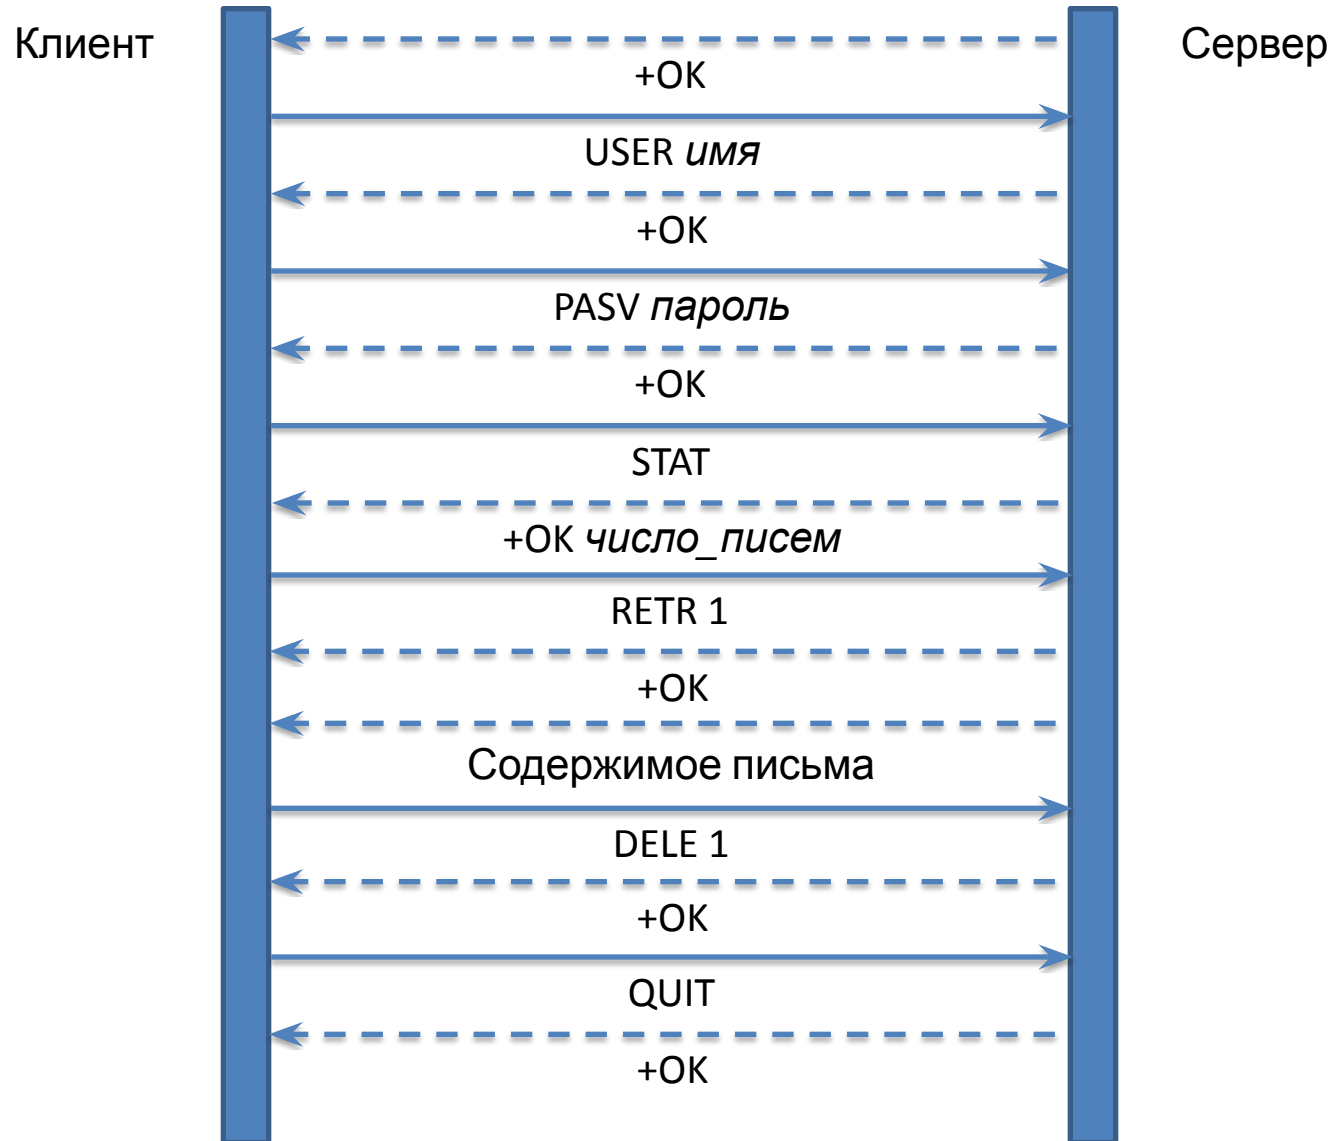 Клиент
Сервер
+OK
USER имя
+OK
PASV пароль
+OK
STAT
+OK число_писем
RETR 1
+OK
Содержимое письма
DELE 1
+OK
QUIT
+OK